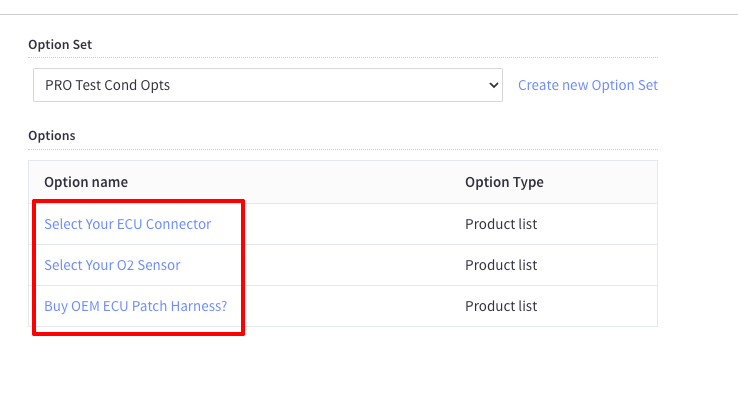 Option Set
PRO Test Cond Opts
Create new Option Set
Options
Option name
Option Type
Select Your ECU Connector
Product list
Select Your O2 Sensor
Product list
Buy OEM ECU Patch Harness?
Product list